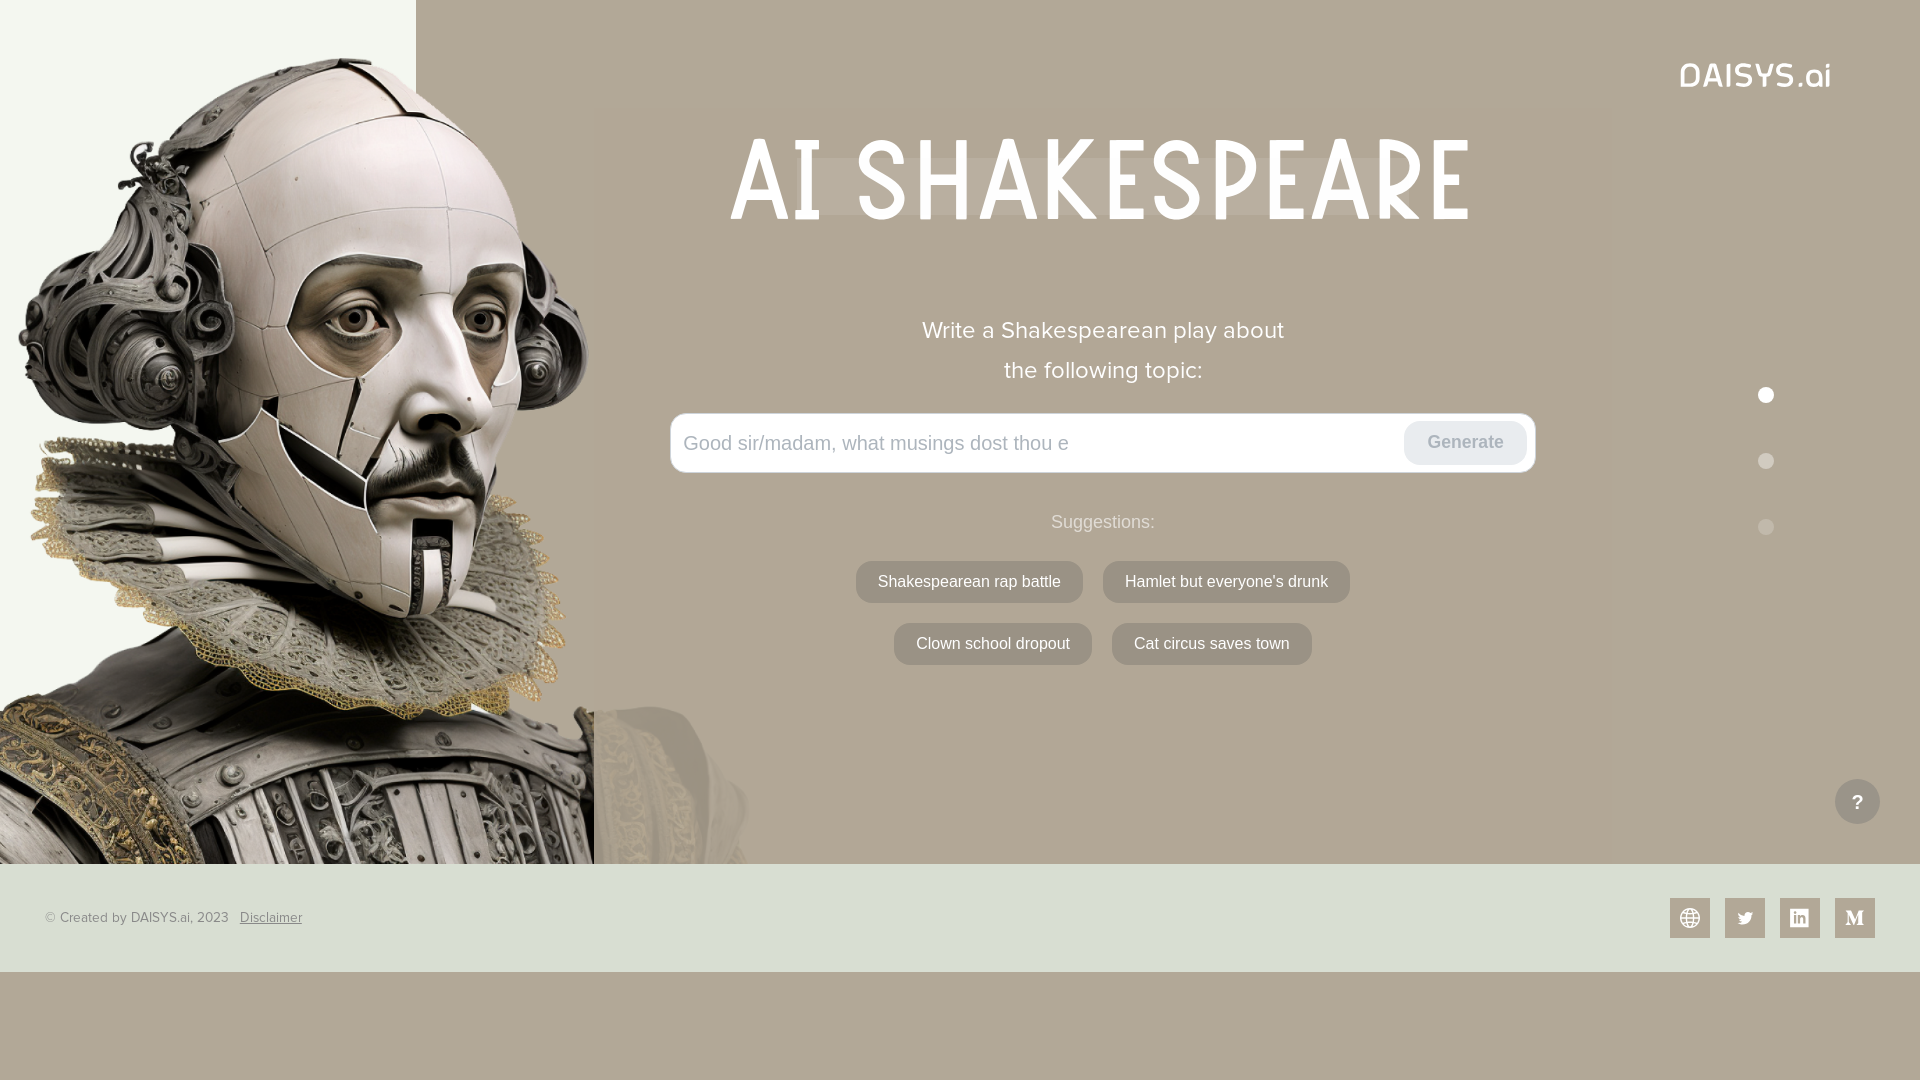 DAISYS.ai
AI SHAKESPEARE
Write a Shakespearean play about
the following topic:
Good sir/madam, what musings dost thou e
Generate
Suggestions:
Shakespearean rap battle
Hamlet but everyone's drunk
Clown school dropout
Cat circus saves town
?
© Created by DAISYS.ai, 2023 Disclaimer
in
M